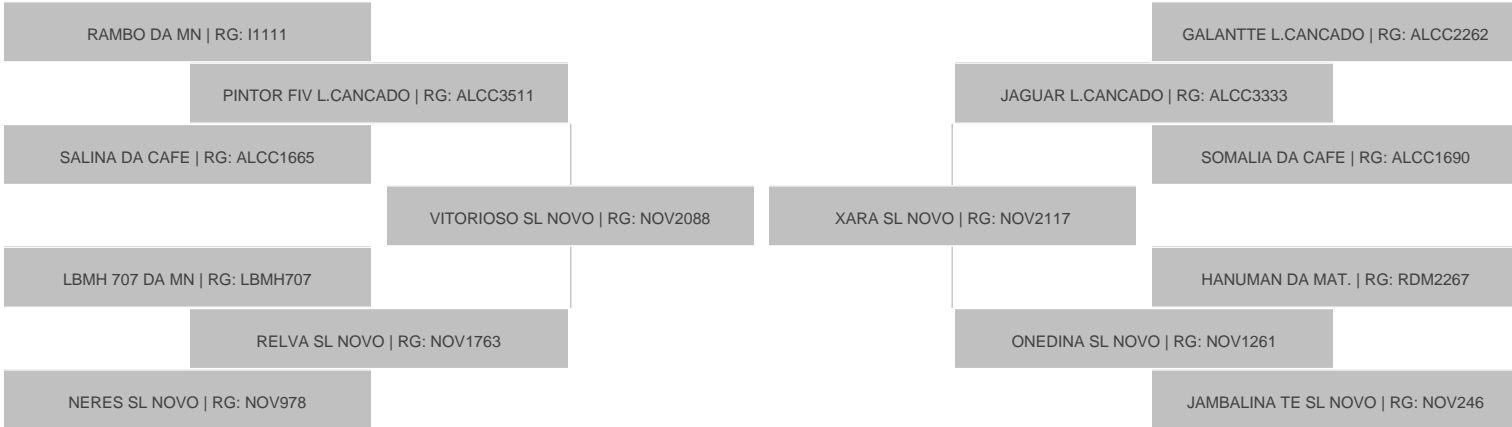 RAMBO DA MN | RG: I1111
GALANTTE L.CANCADO | RG: ALCC2262
PINTOR FIV L.CANCADO | RG: ALCC3511
JAGUAR L.CANCADO | RG: ALCC3333
SALINA DA CAFE | RG: ALCC1665
SOMALIA DA CAFE | RG: ALCC1690
VITORIOSO SL NOVO | RG: NOV2088
XARA SL NOVO | RG: NOV2117
LBMH 707 DA MN | RG: LBMH707
HANUMAN DA MAT. | RG: RDM2267
RELVA SL NOVO | RG: NOV1763
ONEDINA SL NOVO | RG: NOV1261
NERES SL NOVO | RG: NOV978
JAMBALINA TE SL NOVO | RG: NOV246